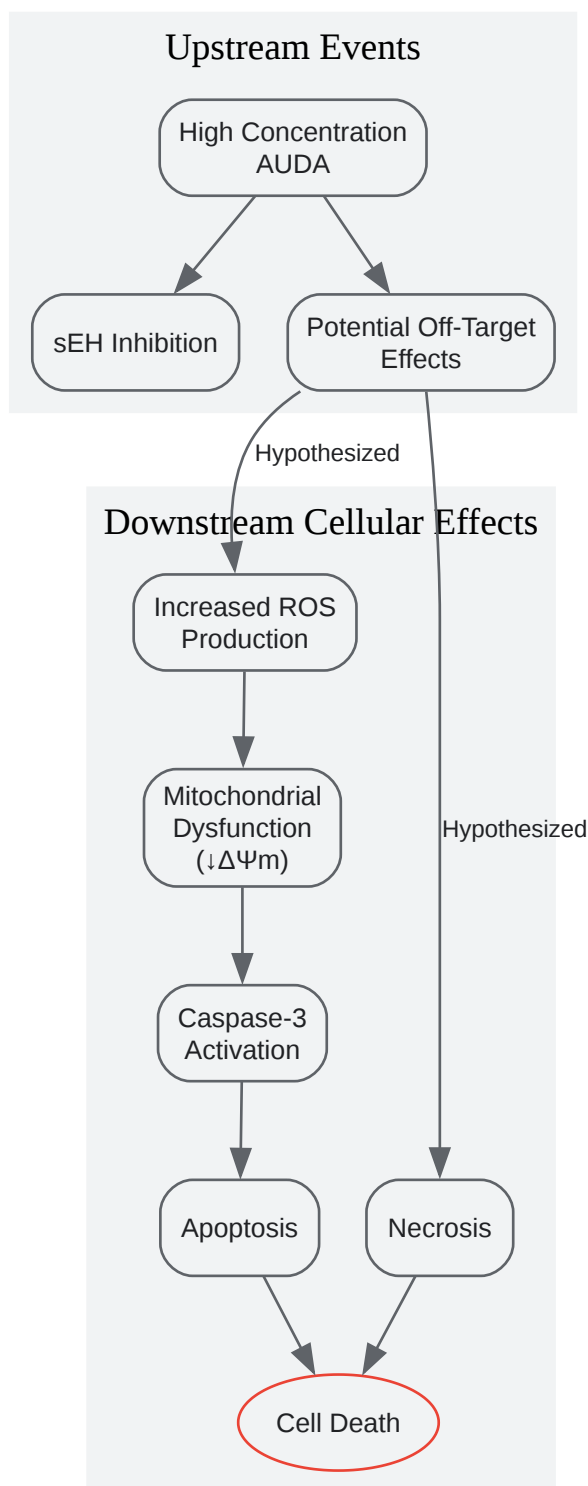 Upstream Events
High Concentration
AUDA
sEH Inhibition
Potential Off-Target
Effects
Hypothesized
Downstream Cellular Effects
Increased ROS
Production
Mitochondrial
Dysfunction
(↓ΔΨm)
Hypothesized
Caspase-3
Activation
Apoptosis
Necrosis
Cell Death